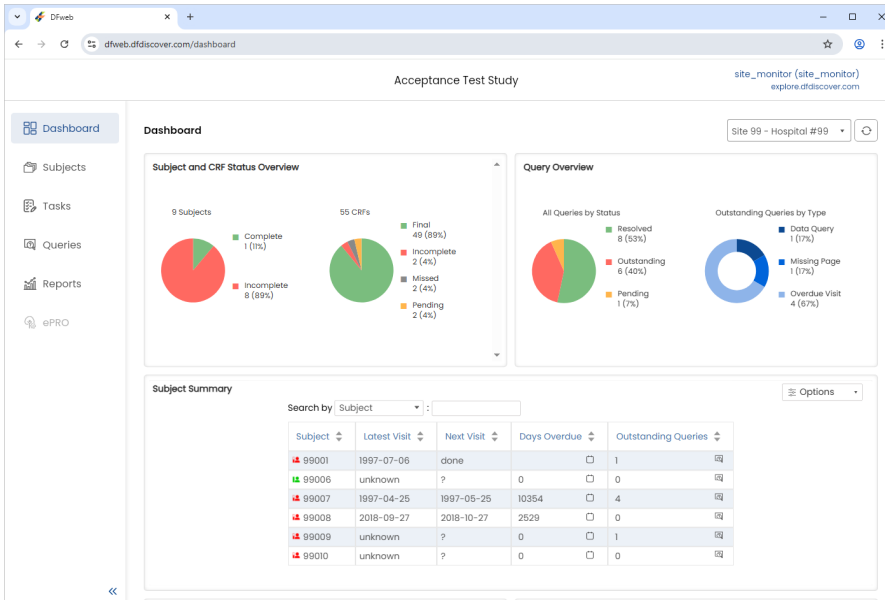 DFweb
dfweb.dfdiscover.com/dashboard
Acceptance Test Study
site_monitor (site_monitor)
explore.dfdiscover.com
Dashboard
Subjects
Tasks
Queries
Reports
ePRO
Dashboard
Site 99 - Hospital #99
Subject and CRF Status Overview
9 Subjects
Complete
1 (11%)
Incomplete
8 (89%)
55 CRFs
Final
49 (89%)
Incomplete
2 (4%)
Missed
2 (4%)
Pending
2 (4%)
Query Overview
All Queries by Status
Resolved
8 (53%)
Outstanding
6 (40%)
Pending
1 (7%)
Outstanding Queries by Type
Data Query
1 (17%)
Missing Page
1 (17%)
Overdue Visit
4 (67%)
Subject Summary
Options
Search by Subject :
Subject Latest Visit Next Visit Days Overdue Outstanding Queries
99001 1997-07-06 done 1
99006 unknown ? 0 0
99007 1997-04-25 1997-05-25 10354 4
99008 2018-09-27 2018-10-27 2529 0
99009 unknown ? 0 1
99010 unknown ? 0 0